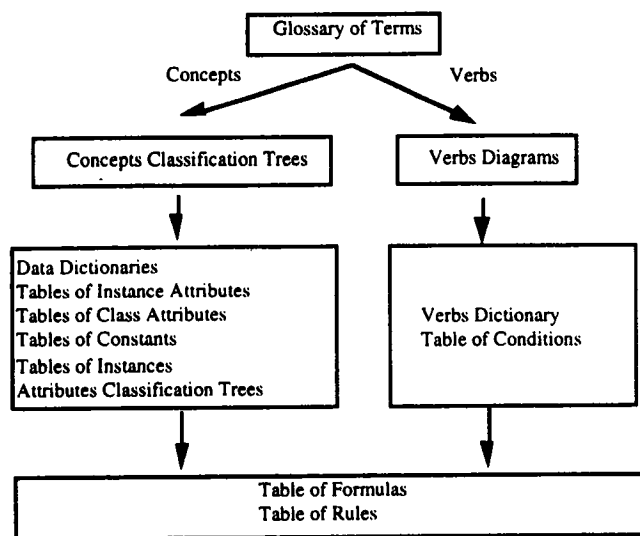 Glossary of Terms
Concepts
Verbs
Concepts Classification Trees
Verbs Diagrams
Data Dictionaries
Tables of Instance Attributes
Tables of Class Attributes
Tables of Constants
Tables of Instances
Attributes Classification Trees
Verbs Dictionary
Table of Conditions
Table of Formulas
Table of Rules